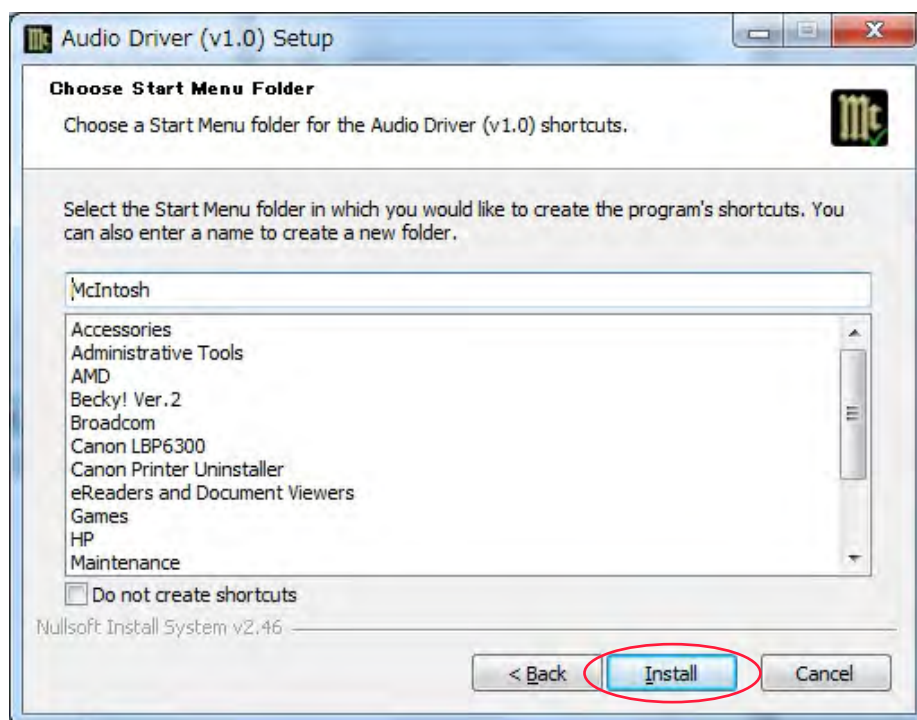 Audio Driver (v1.0) Setup
Choose Start Menu Folder
Choose a Start Menu folder for the Audio Driver (v1.0) shortcuts.
Mc
Select the Start Menu folder in which you would like to create the program's shortcuts. You
can also enter a name to create a new folder.
McIntosh
Accessories
Administrative Tools
AMD
Becky! Ver.2
Broadcom
Canon LBP6300
Canon Printer Uninstaller
eReaders and Document Viewers
Games
HP
Maintenance
Do not create shortcuts
Nullsoft Install System v2.46
< Back Install Cancel